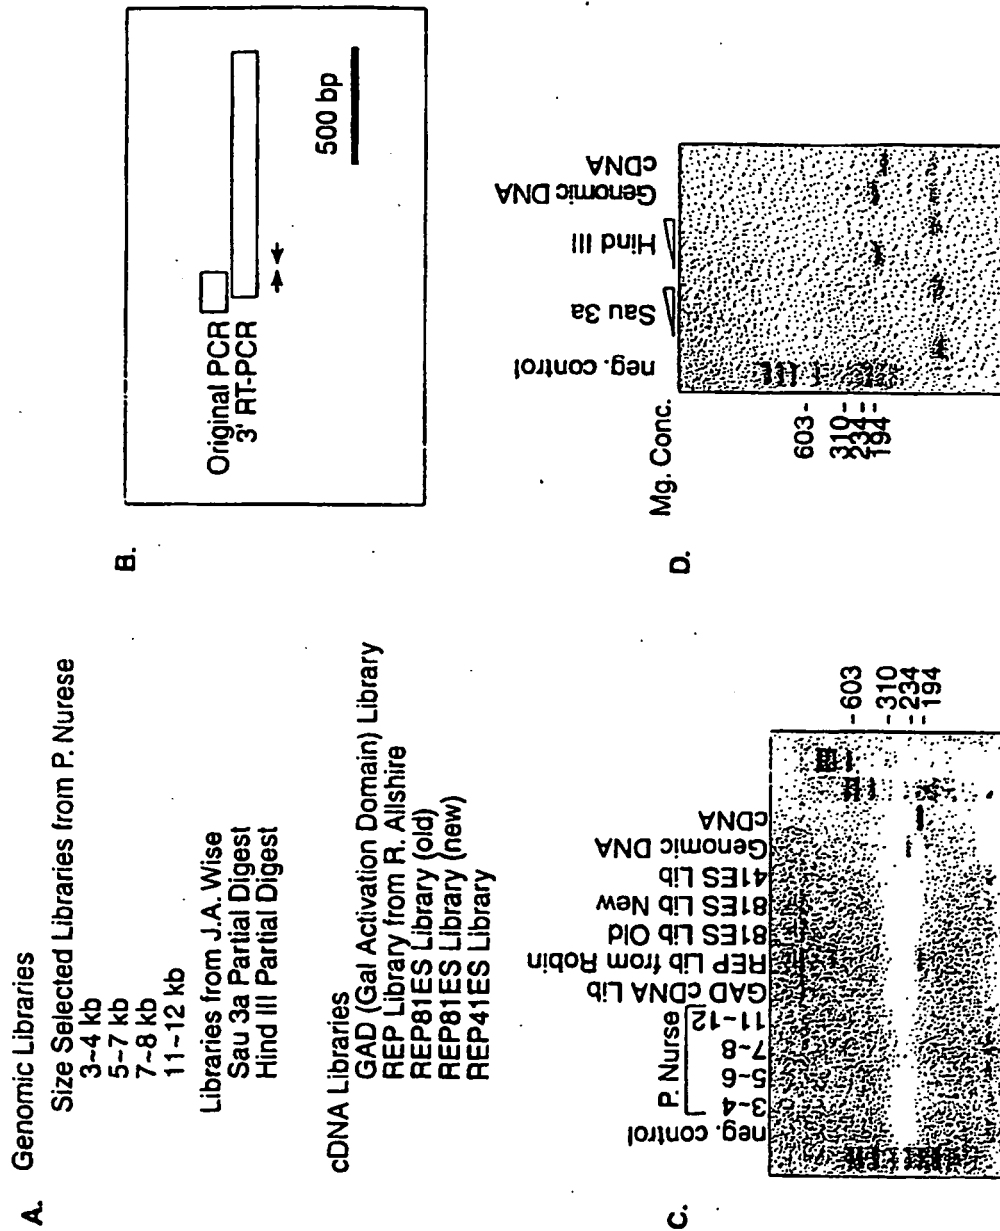 A.
Genomic Libraries
Size Selected Libraries from P. Nurese
3~4 kb
5~7 kb
7~8 kb
11~12 kb
Libraries from J.A. Wise
Sau 3a Partial Digest
Hind III Partial Digest
cDNA Libraries
GAD (Gal Activation Domain) Library
REP Library from R. Allshire
REP81ES Library (old)
REP81ES Library (new)
REP41ES Library
B.
Original PCR
3' RT-PCR
500 bp
C.
neg. control
3~4
5~6
7~8
11~12
P. Nurse
GAD cDNA Lib
REP Lib from Robin
81ES Lib Old
81ES Lib New
41ES Lib
Genomic DNA
cDNA
- 603
- 310
- 234
- 194
D.
Mg. Conc.
neg. control
Sau 3a
Hind III
Genomic DNA
cDNA
603-
310-
234-
194-